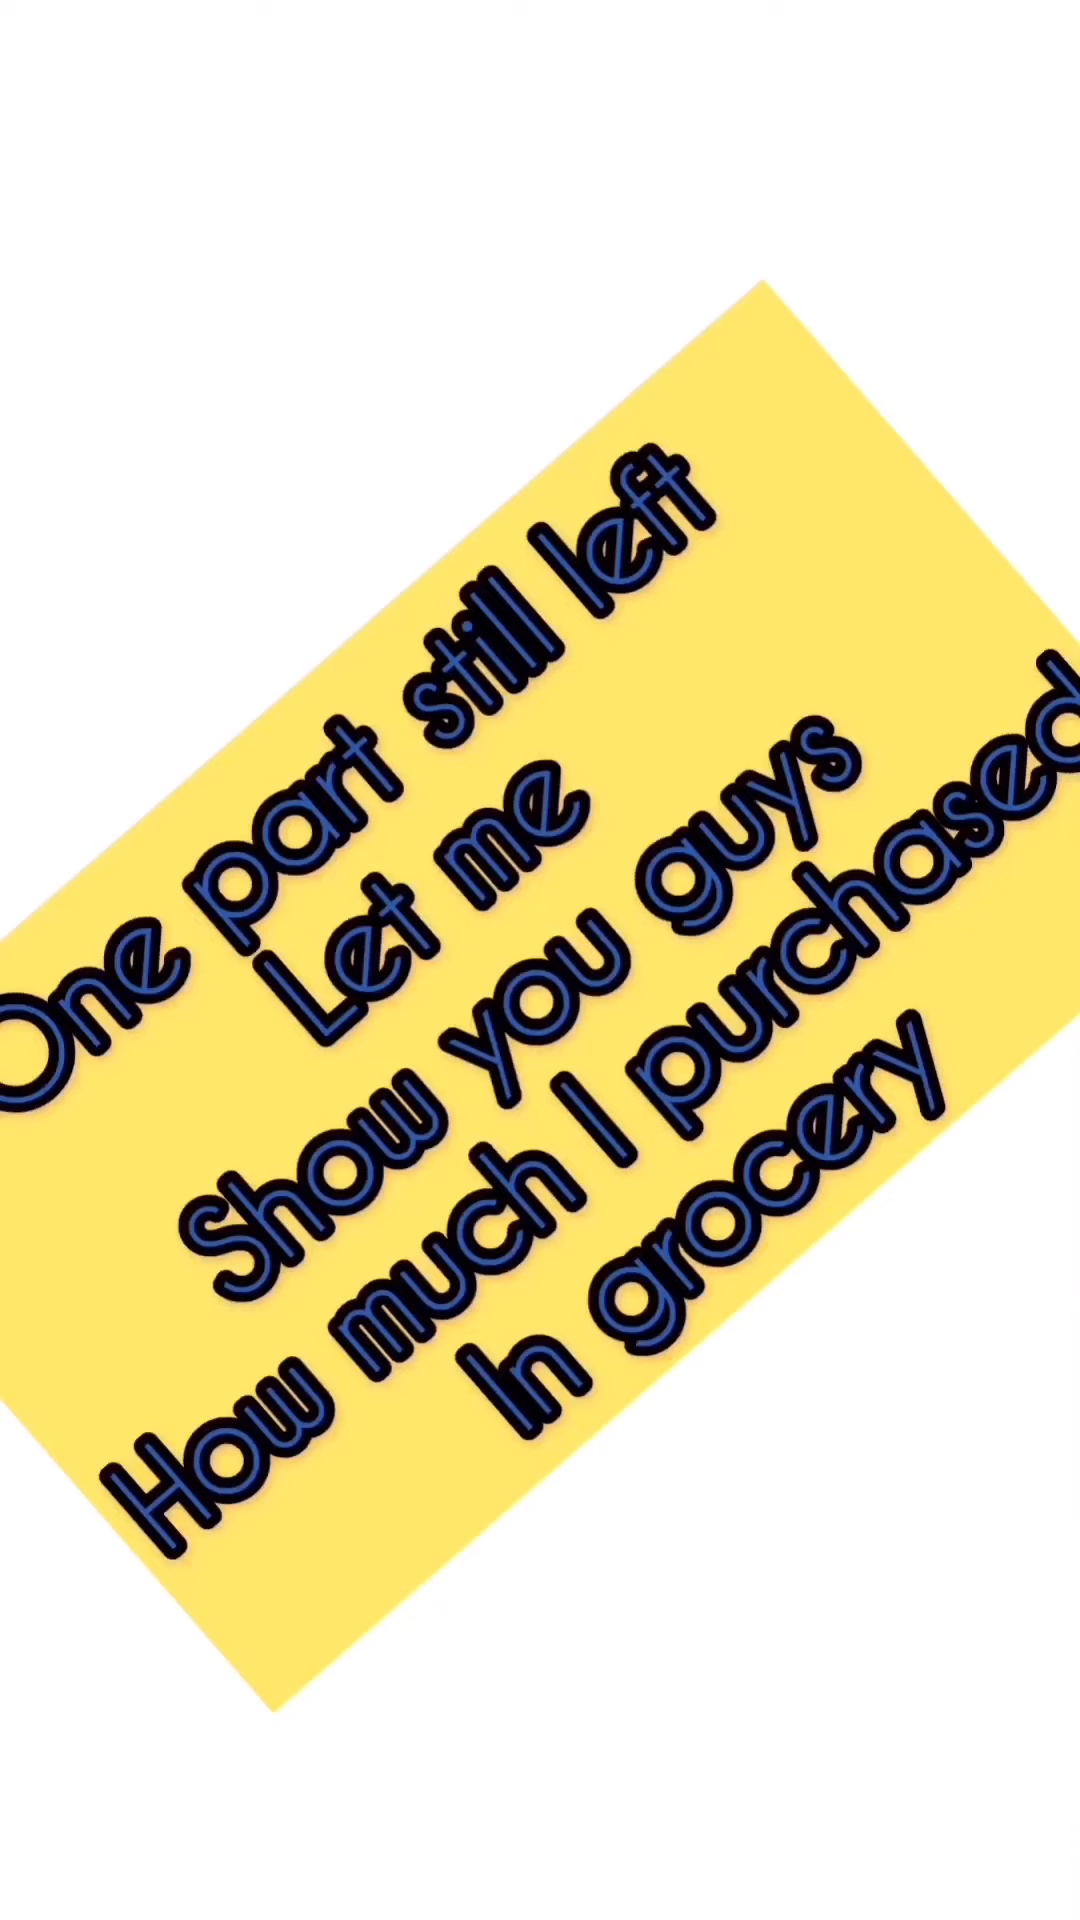 One part still left
Let me
Show you guys
How much I purchased
In grocery